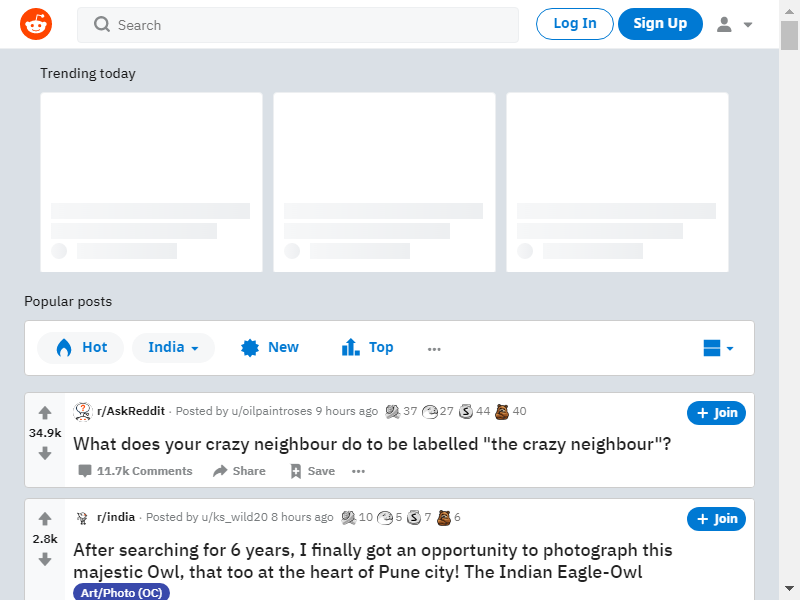 Search
Log In
Sign Up
Trending today
Popular posts
Hot
India
New
Top
r/AskReddit · Posted by u/oilpaintroses 9 hours ago 37 27 44 40
Join
34.9k
What does your crazy neighbour do to be labelled "the crazy neighbour"?
11.7k Comments Share Save
r/india · Posted by u/ks_wild20 8 hours ago 10 5 7 6
Join
2.8k
After searching for 6 years, I finally got an opportunity to photograph this
majestic Owl, that too at the heart of Pune city! The Indian Eagle-Owl
Art/Photo (OC)